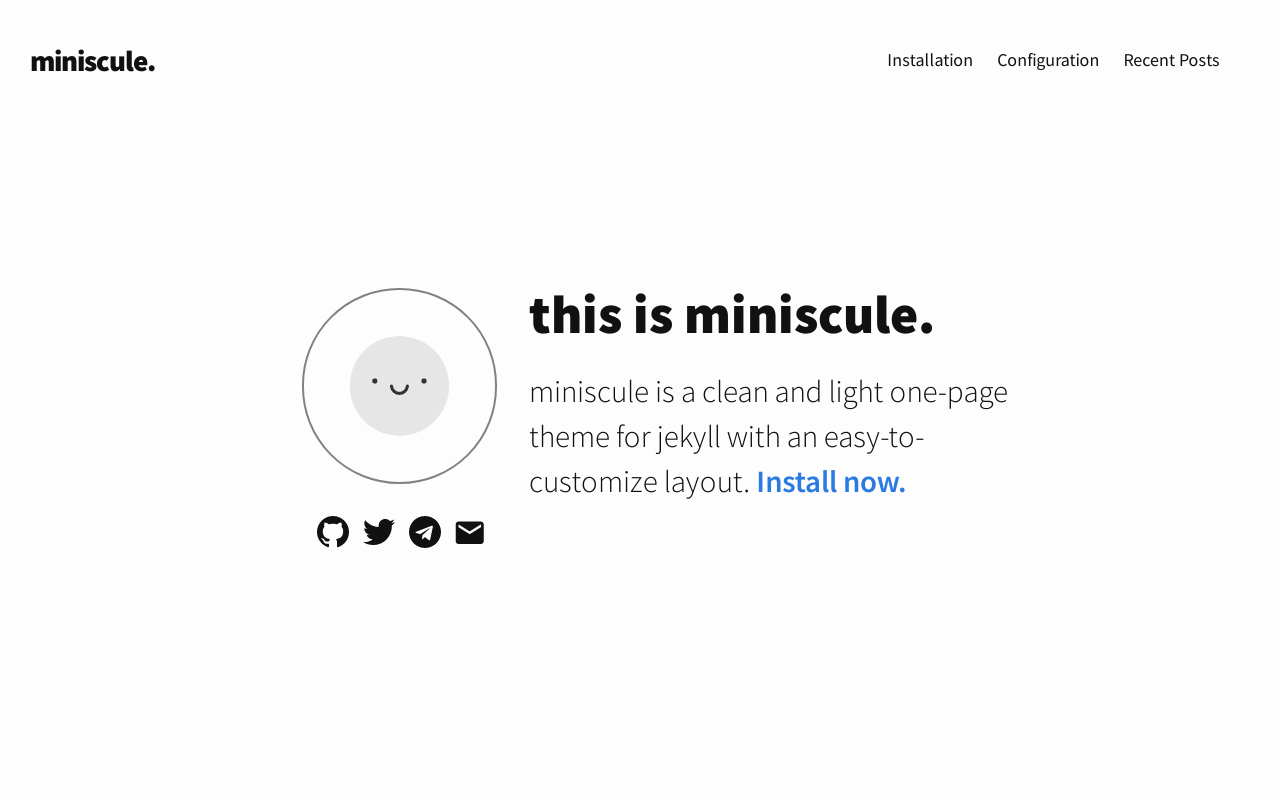 miniscule.
Installation Configuration Recent Posts
this is miniscule.
miniscule is a clean and light one-page
theme for jekyll with an easy-to-
customize layout. Install now.